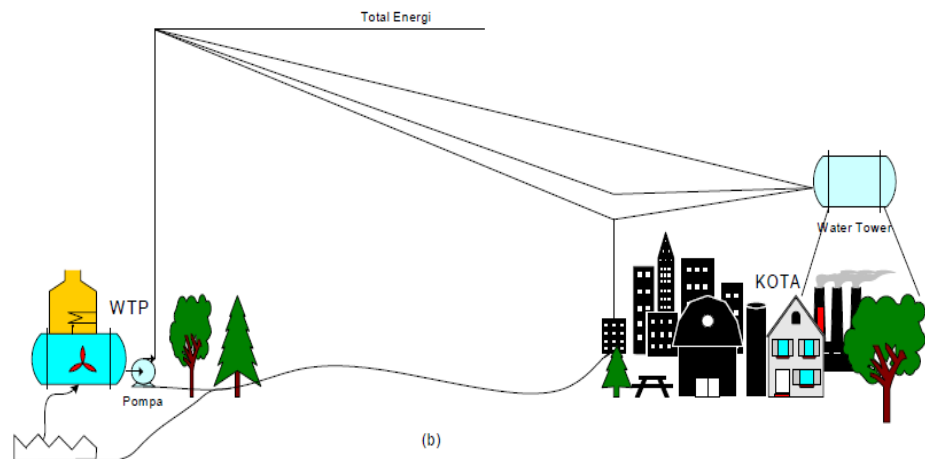 Total Energi
Water Tower
KOTA
WTP
Pompa
(b)